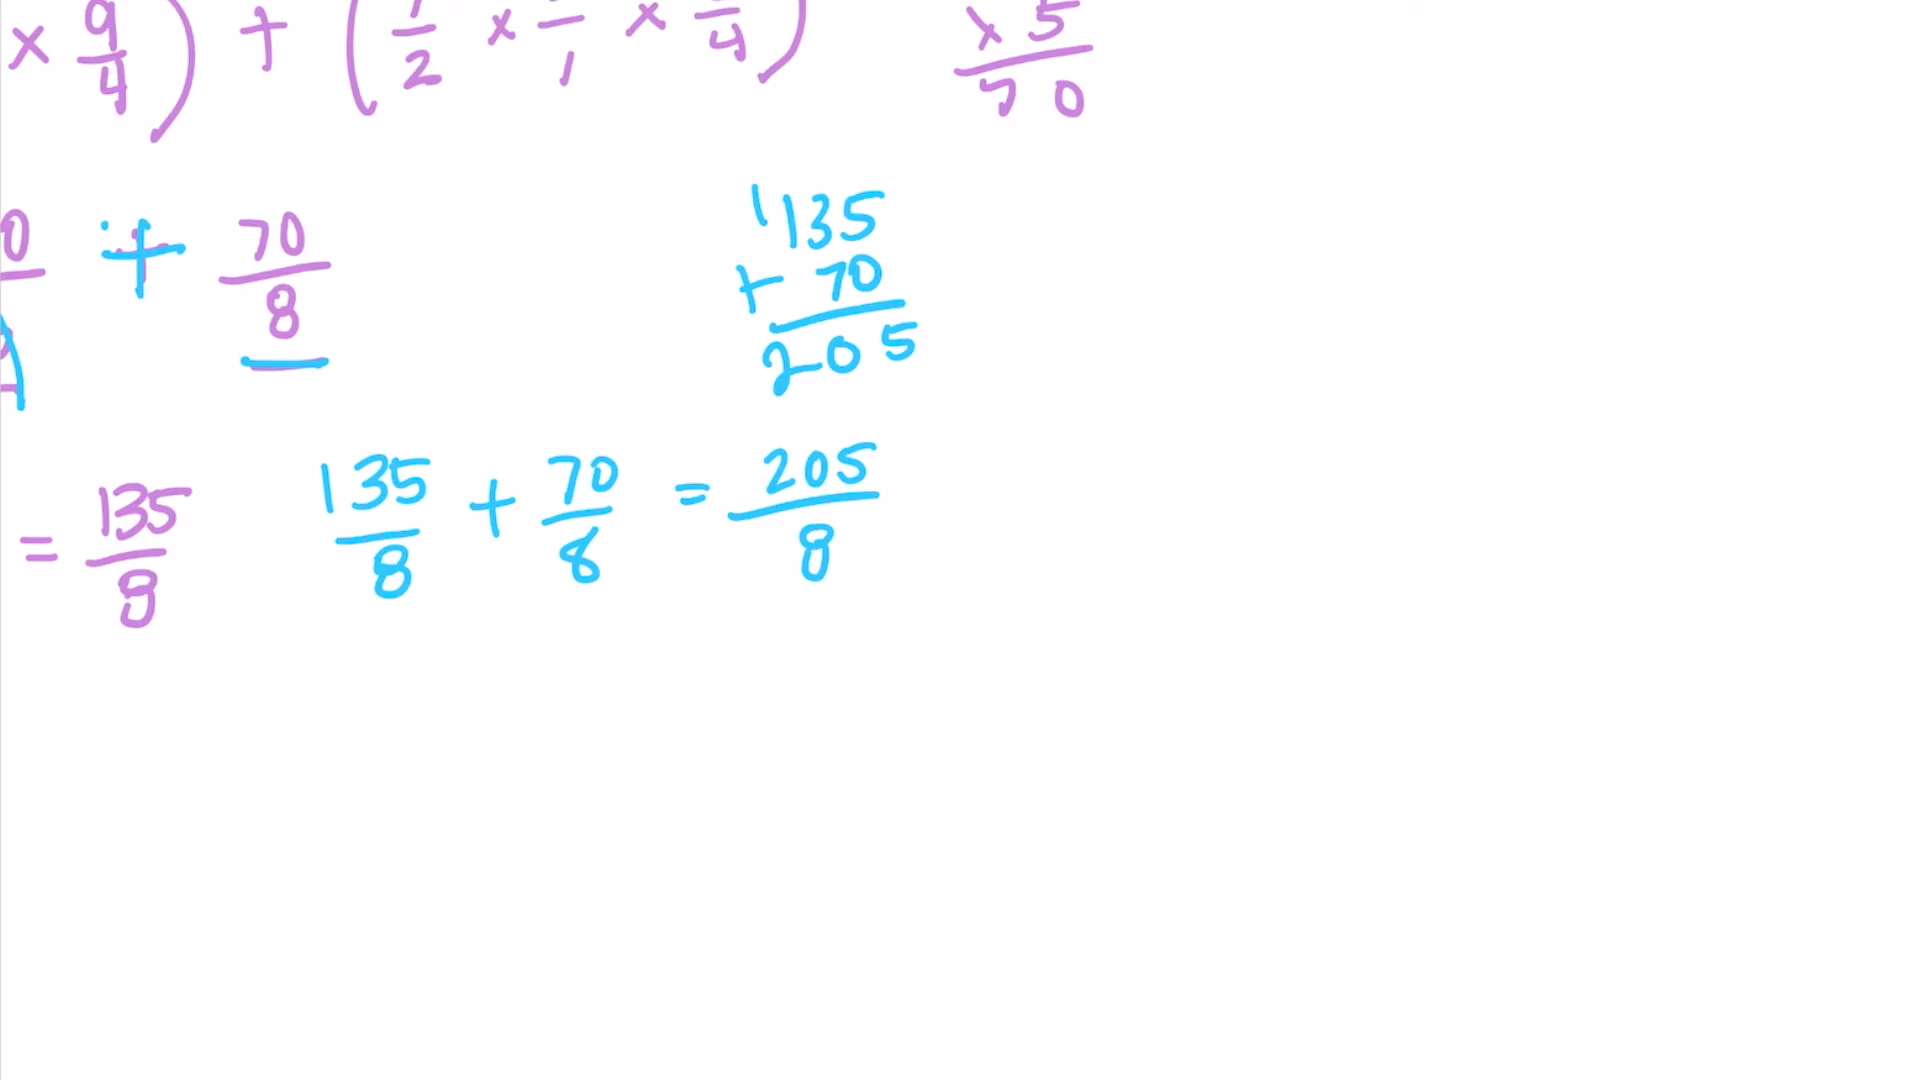 × 9/4 ) + ( 7/2 × /1 × /4 )
× 5
70
0 + 70/8
1
135
+ 70
205
= 135/8
135/8 + 70/8 = 205/8